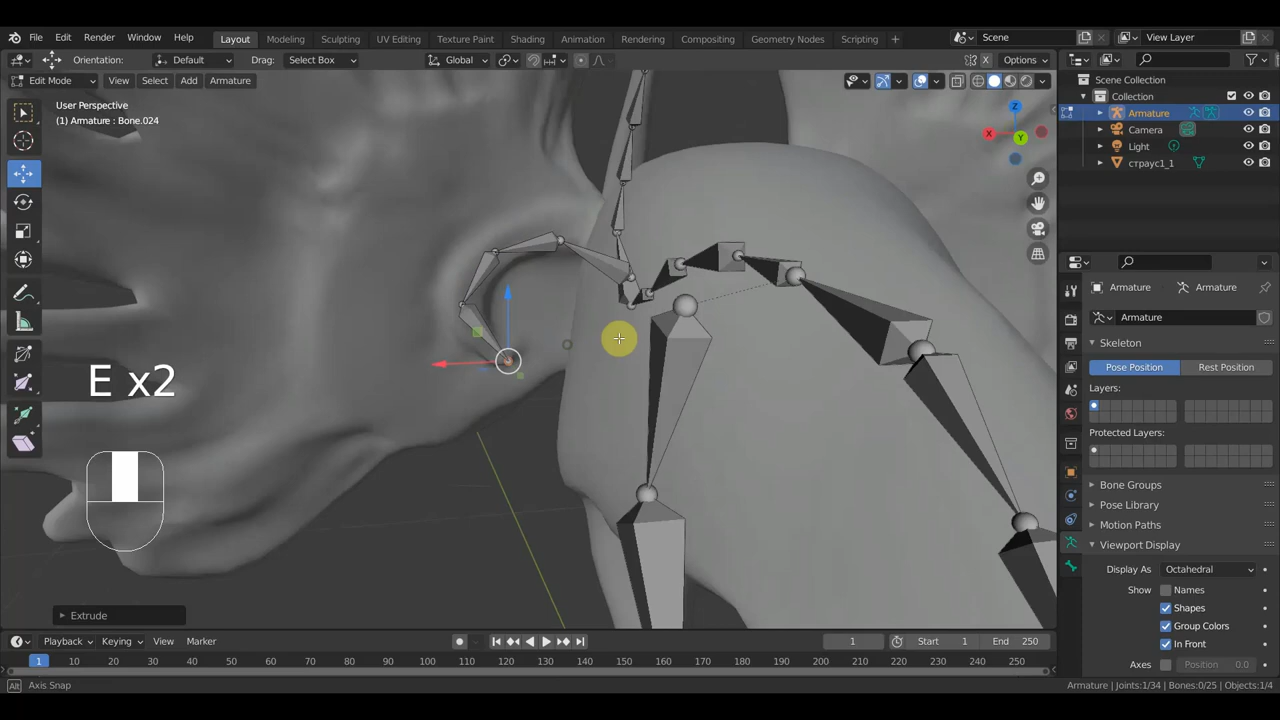 File Edit Render Window Help Layout Modeling Sculpting UV Editing Texture Paint Shading Animation Rendering Compositing Geometry Nodes Scripting + Scene View Layer
Orientation: Default Drag: Select Box Global X Options
Edit Mode View Select Add Armature
User Perspective
(1) Armature : Bone.024
Z
X
Y
E x2
Extrude
Scene Collection
Collection
Armature
Camera
Light
страус1_1
Armature Armature
Armature
Skeleton
Pose Position Rest Position
Layers:
Protected Layers:
Bone Groups
Pose Library
Motion Paths
Viewport Display
Display As Octahedral
Show Names
Shapes
Group Colors
In Front
Axes Position 0.0
Playback Keying View Marker 1 Start 1 End 250
1 10 20 30 40 50 60 70 80 90 100 110 120 130 140 150 160 170 180 190 200 210 220 230 240 250
Alt Axis Snap Armature | Joints:1/34 | Bones:0/25 | Objects:1/4